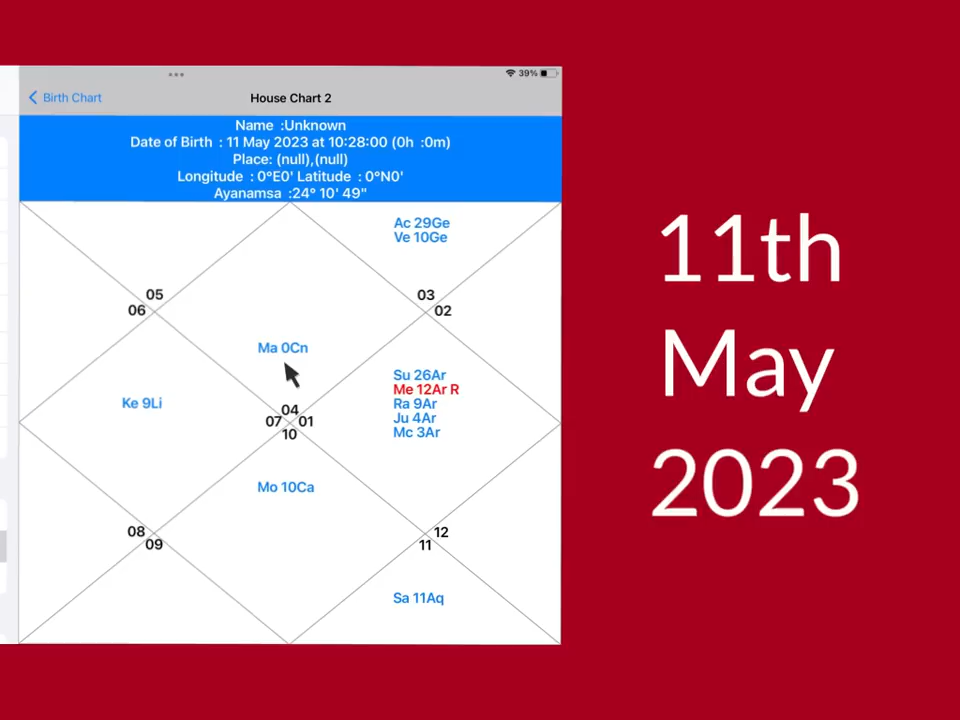 39%
Birth Chart
House Chart 2
Name :Unknown
Date of Birth : 11 May 2023 at 10:28:00 (0h :0m)
Place: (null),(null)
Longitude : 0°E0' Latitude : 0°N0'
Ayanamsa :24° 10' 49"
Ac 29Ge
Ve 10Ge
05
03
06
02
Ma 0Cn
Su 26Ar
Me 12Ar R
Ra 9Ar
Ju 4Ar
Mc 3Ar
Ke 9Li
04
07 01
10
Mo 10Ca
08
12
09
11
Sa 11Aq
11th
May
2023